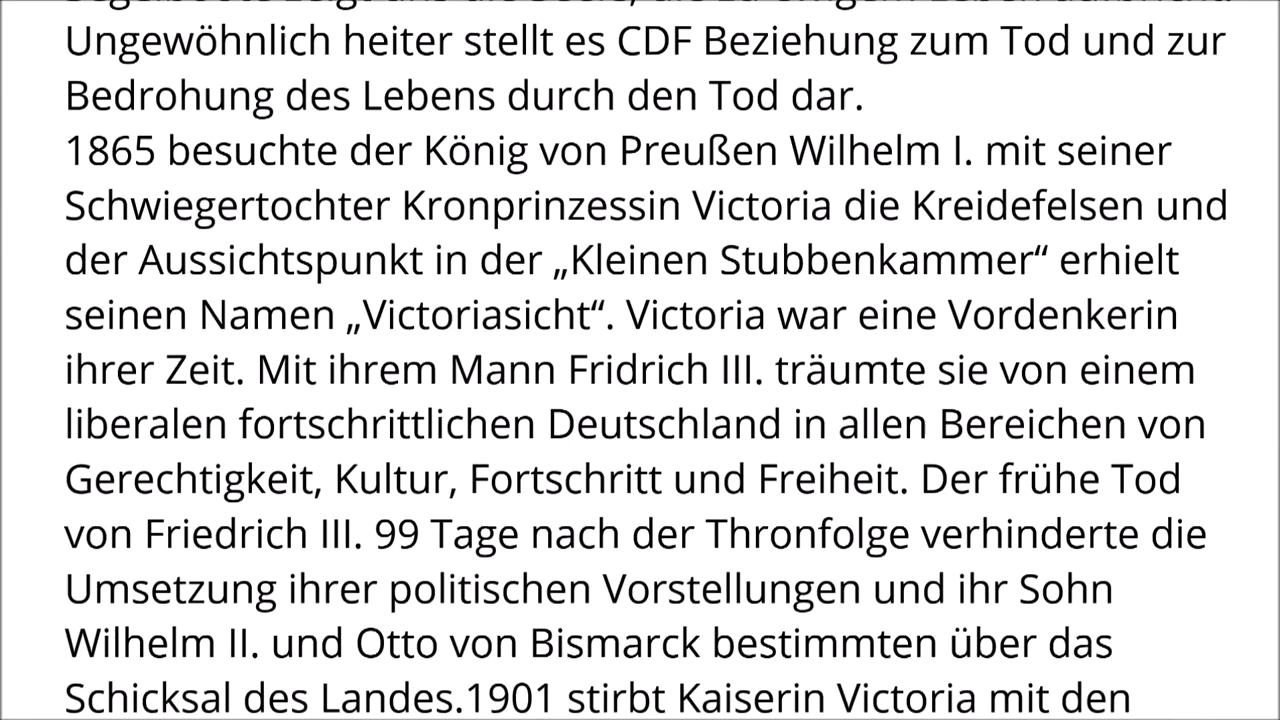 Ungewöhnlich heiter stellt es CDF Beziehung zum Tod und zur
Bedrohung des Lebens durch den Tod dar.
1865 besuchte der König von Preußen Wilhelm I. mit seiner
Schwiegertochter Kronprinzessin Victoria die Kreidefelsen und
der Aussichtspunkt in der „Kleinen Stubbenkammer“ erhielt
seinen Namen „Victoriasicht“. Victoria war eine Vordenkerin
ihrer Zeit. Mit ihrem Mann Fridrich III. träumte sie von einem
liberalen fortschrittlichen Deutschland in allen Bereichen von
Gerechtigkeit, Kultur, Fortschritt und Freiheit. Der frühe Tod
von Friedrich III. 99 Tage nach der Thronfolge verhinderte die
Umsetzung ihrer politischen Vorstellungen und ihr Sohn
Wilhelm II. und Otto von Bismarck bestimmten über das
Schicksal des Landes.1901 stirbt Kaiserin Victoria mit den